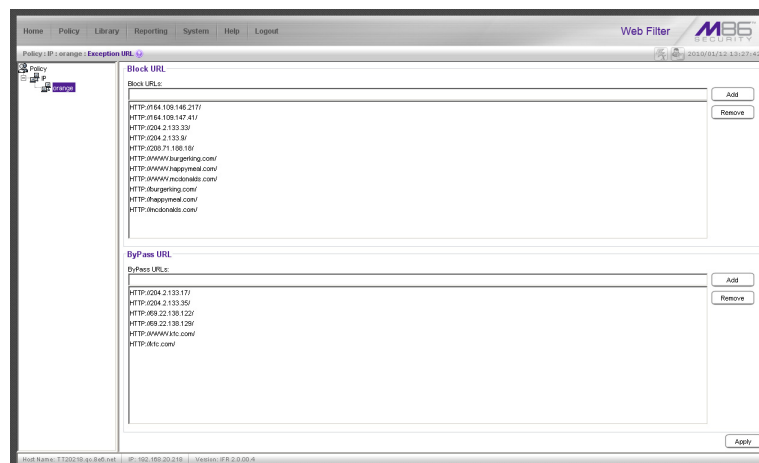 Home Policy Library Reporting System Help Logout
Web Filter
M86 SECURITY
Policy : IP : orange : Exception URL
2010/01/12 13:27:42
Policy
IP
orange
Block URL
Block URLs:
Add
Remove
HTTP://164.109.146.217/
HTTP://164.109.147.41/
HTTP://204.2.133.33/
HTTP://204.2.133.9/
HTTP://208.71.186.16/
HTTP://WWW.burgerking.com/
HTTP://WWW.happymeal.com/
HTTP://WWW.mcdonalds.com/
HTTP://burgerking.com/
HTTP://happymeal.com/
HTTP://mcdonalds.com/
ByPass URL
ByPass URLs:
Add
Remove
HTTP://204.2.133.17/
HTTP://204.2.133.35/
HTTP://69.22.138.122/
HTTP://69.22.138.129/
HTTP://WWW.ktc.com/
HTTP://ktc.com/
Apply
Host Name: TT20218.qc.8e6.net IP: 192.168.20.218 Version: IFR 2.0.00.4